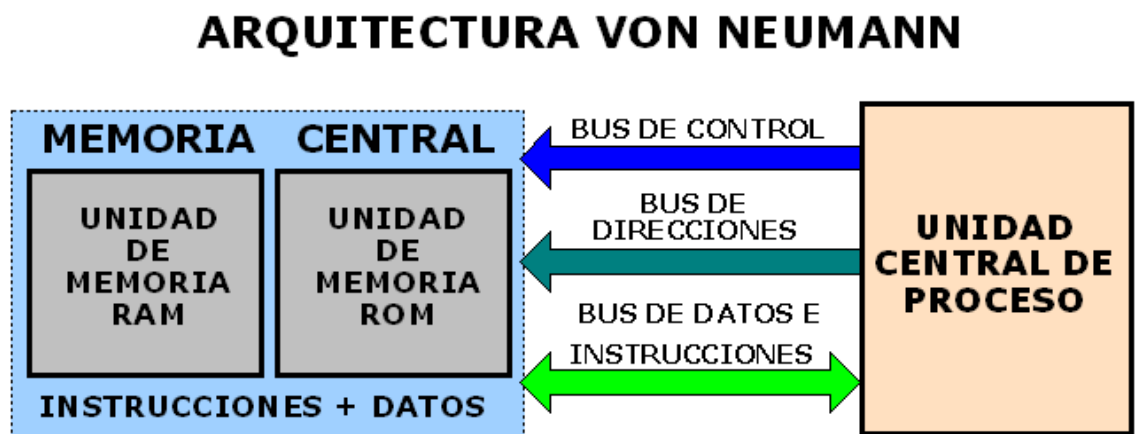 ARQUITECTURA VON NEUMANN
MEMORIA CENTRAL
UNIDAD
DE
MEMORIA
RAM
UNIDAD
DE
MEMORIA
ROM
INSTRUCCIONES + DATOS
BUS DE CONTROL
BUS DE
DIRECCIONES
BUS DE DATOS E
INSTRUCCIONES
UNIDAD
CENTRAL DE
PROCESO